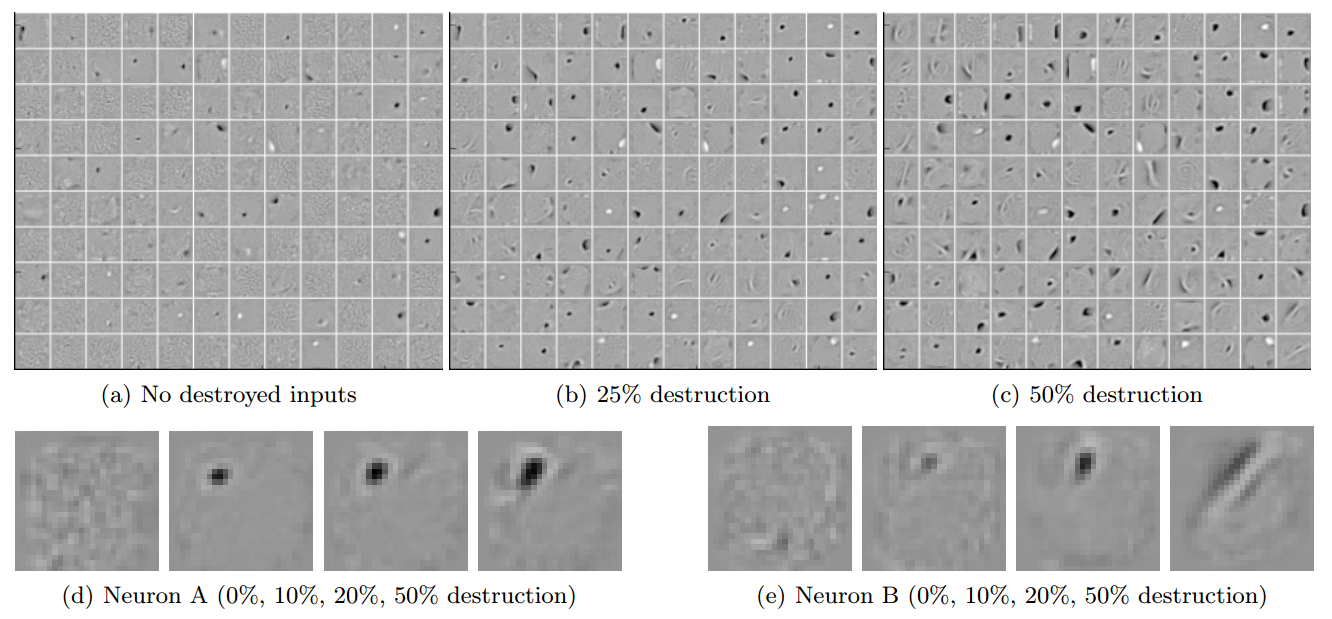 (a) No destroyed inputs
(b) 25% destruction
(c) 50% destruction
(d) Neuron A (0%, 10%, 20%, 50% destruction)
(e) Neuron B (0%, 10%, 20%, 50% destruction)